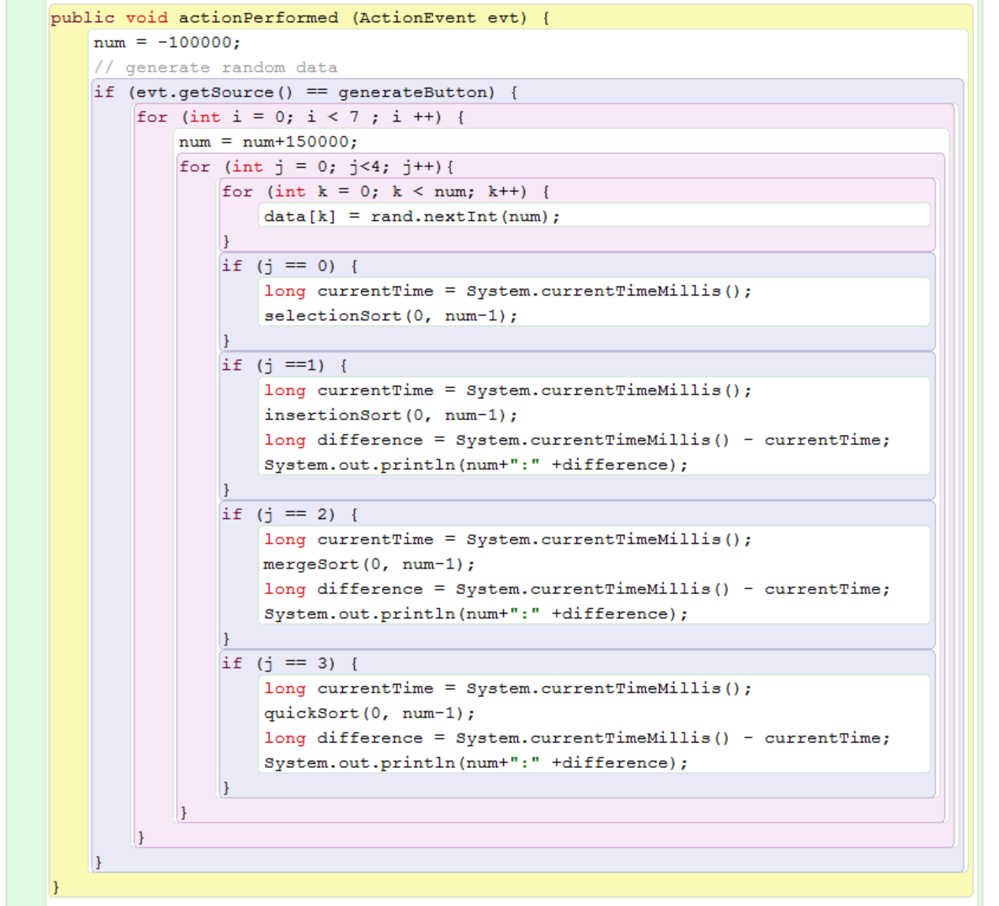 public void actionPerformed (ActionEvent evt) {
num = -100000;
// generate random data
if (evt.getSource() == generateButton) {
for (int i = 0; i < 7 ; i ++) {
num = num+150000;
for (int j = 0; j<4; j++){
for (int k = 0; k < num; k++) {
data[k] = rand.nextInt(num);
}
if (j == 0) {
long currentTime = System.currentTimeMillis();
selectionSort(0, num-1);
}
if (j ==1) {
long currentTime = System.currentTimeMillis();
insertionSort(0, num-1);
long difference = System.currentTimeMillis() - currentTime;
System.out.println(num+":" +difference);
}
if (j == 2) {
long currentTime = System.currentTimeMillis();
mergeSort(0, num-1);
long difference = System.currentTimeMillis() - currentTime;
System.out.println(num+":" +difference);
}
if (j == 3) {
long currentTime = System.currentTimeMillis();
quickSort(0, num-1);
long difference = System.currentTimeMillis() - currentTime;
System.out.println(num+":" +difference);
}
}
}
}
}